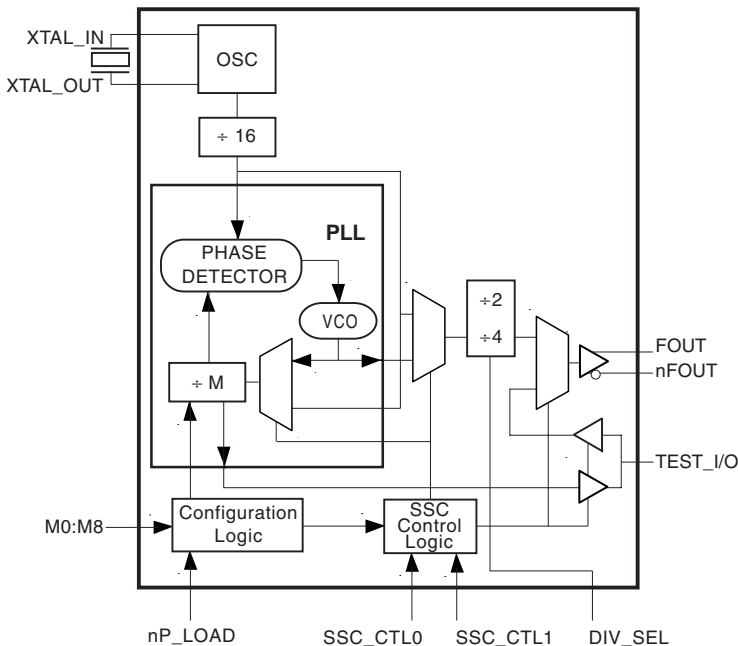 XTAL_IN
OSC
XTAL_OUT
÷ 16
PLL
PHASE
DETECTOR
VCO
÷2
÷4
FOUT
nFOUT
÷ M
TEST_I/O
M0:M8
Configuration
Logic
SSC
Control
Logic
nP_LOAD
SSC_CTL0
SSC_CTL1
DIV_SEL